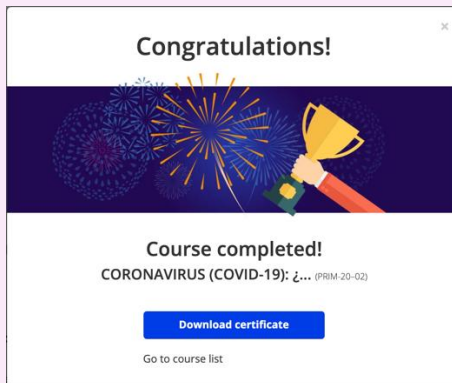 ×
Congratulations!
Course completed!
CORONAVIRUS (COVID-19): ¿... (PRIM-20-02)
Download certificate
Go to course list